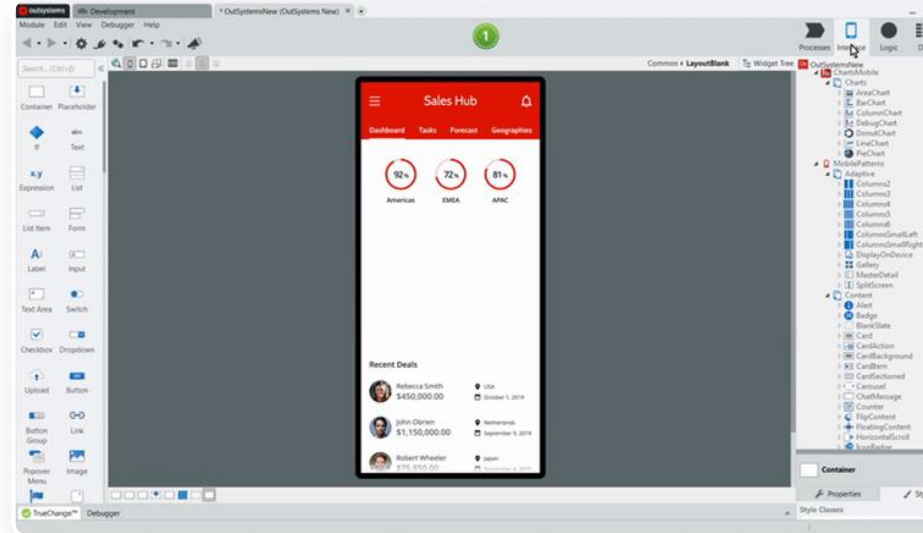 outsystems
Development
* OutSystemsNew (OutSystems New)
Module Edit View Debugger Help
1
Processes Interface Logic
Search... (Ctrl+D)
Common › LayoutBlank
Widget Tree
OutSystemsNew
Container Placeholder
If
abc
Text
x.y
Expression List
List Item Form
Label Input
Text Area Switch
Checkbox Dropdown
Upload Button
Button Group
Link
Popover Menu
Image
Sales Hub
Dashboard Tasks Forecast Geographies
92% 72% 81%
Americas EMEA APAC
Recent Deals
Rebecca Smith USA
$450,000.00 October 1, 2019
John Obrien Netherlands
$1,150,000.00 September 9, 2019
Robert Wheeler Japan
ChartsMobile
Charts
AreaChart
BarChart
ColumnChart
DebugChart
DonutChart
LineChart
PieChart
MobilePatterns
Adaptive
Columns2
Columns3
Columns4
Columns5
Columns6
ColumnsSmallLeft
ColumnsSmallRight
DisplayOnDevice
Gallery
MasterDetail
SplitScreen
Content
Alert
Badge
BlankSlate
Card
CardAction
CardBackground
CardItem
CardSectioned
Carousel
ChatMessage
Counter
FlipContent
FloatingContent
HorizontalScroll
IconBadge
Container
Properties
Style Classes
TrueChange™ Debugger